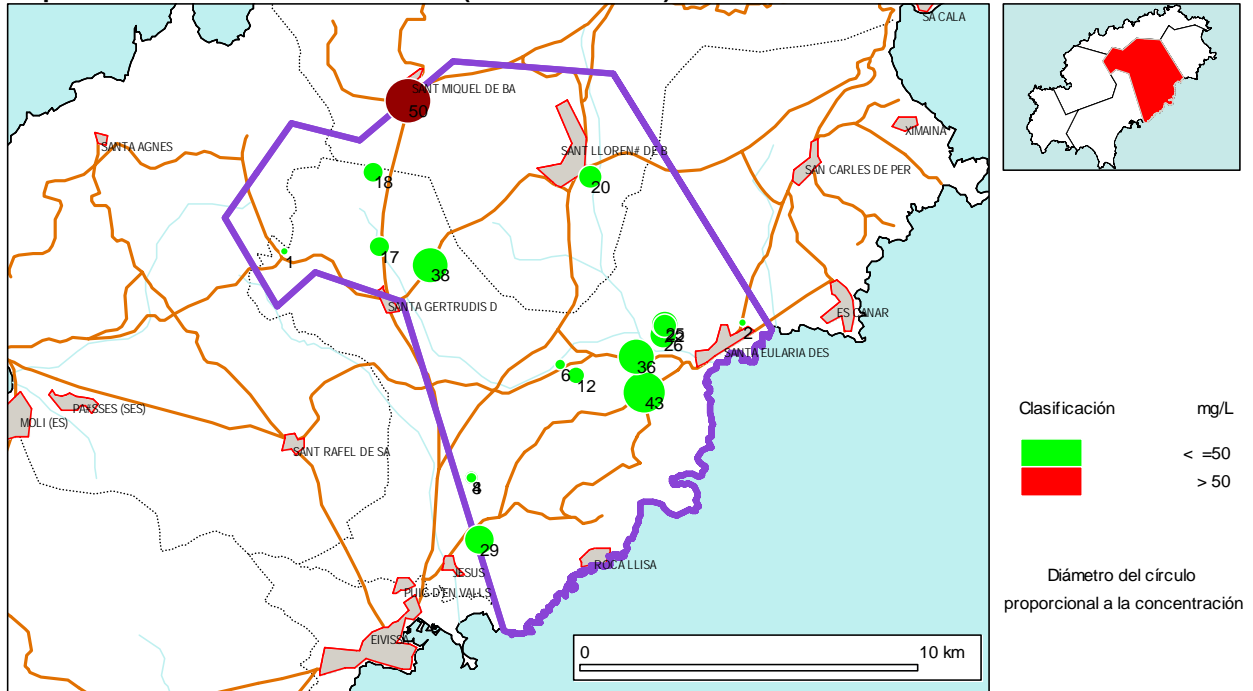 SA CALA
SANT MIQUEL DE BA
50
SANTA AGNES
XIMAINA
SANT LLOREN# DE B
SAN CARLES DE PER
18
20
17
1
38
SANTA GERTRUDIS D
ES CANAR
2
25
26
SANTA EULARIA DES
36
6
12
43
PAÏSSES (SES)
MOLI (ES)
SANT RAFEL DE SA
29
ROCA LLISA
JESUS
PUIG D'EN VALLS
EIVISSA
0
10 km
Clasificación mg/L
< =50
> 50
Diámetro del círculo
proporcional a la concentración